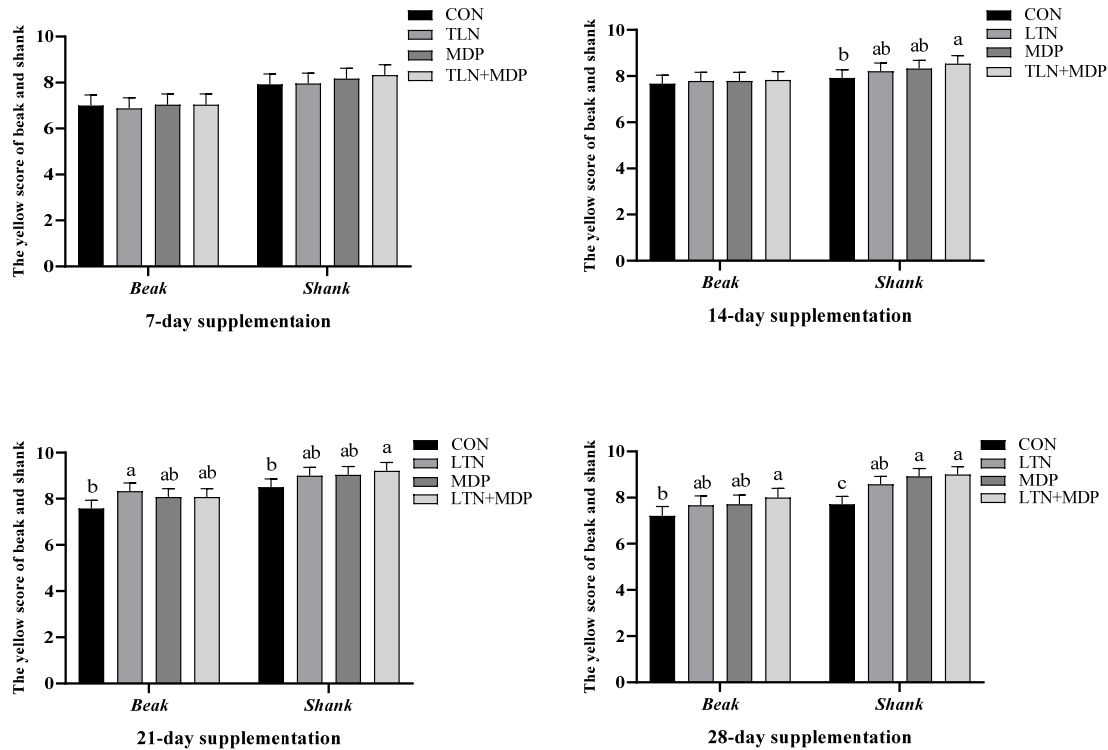 CON
TLN
MDP
TLN+MDP
The yellow score of beak and shank
10
8
6
4
2
0
Beak Shank
7-day supplementaion
CON
LTN
MDP
TLN+MDP
The yellow score of beak and shank
10
8
6
4
2
0
b ab ab a
Beak Shank
14-day supplementation
CON
LTN
MDP
LTN+MDP
The yellow score of beak and shank
10
8
6
4
2
0
b a ab ab b ab ab a
Beak Shank
21-day supplementation
CON
LTN
MDP
LTN+MDP
The yellow score of beak and shank
10
8
6
4
2
0
b ab ab a c ab a a
Beak Shank
28-day supplementation